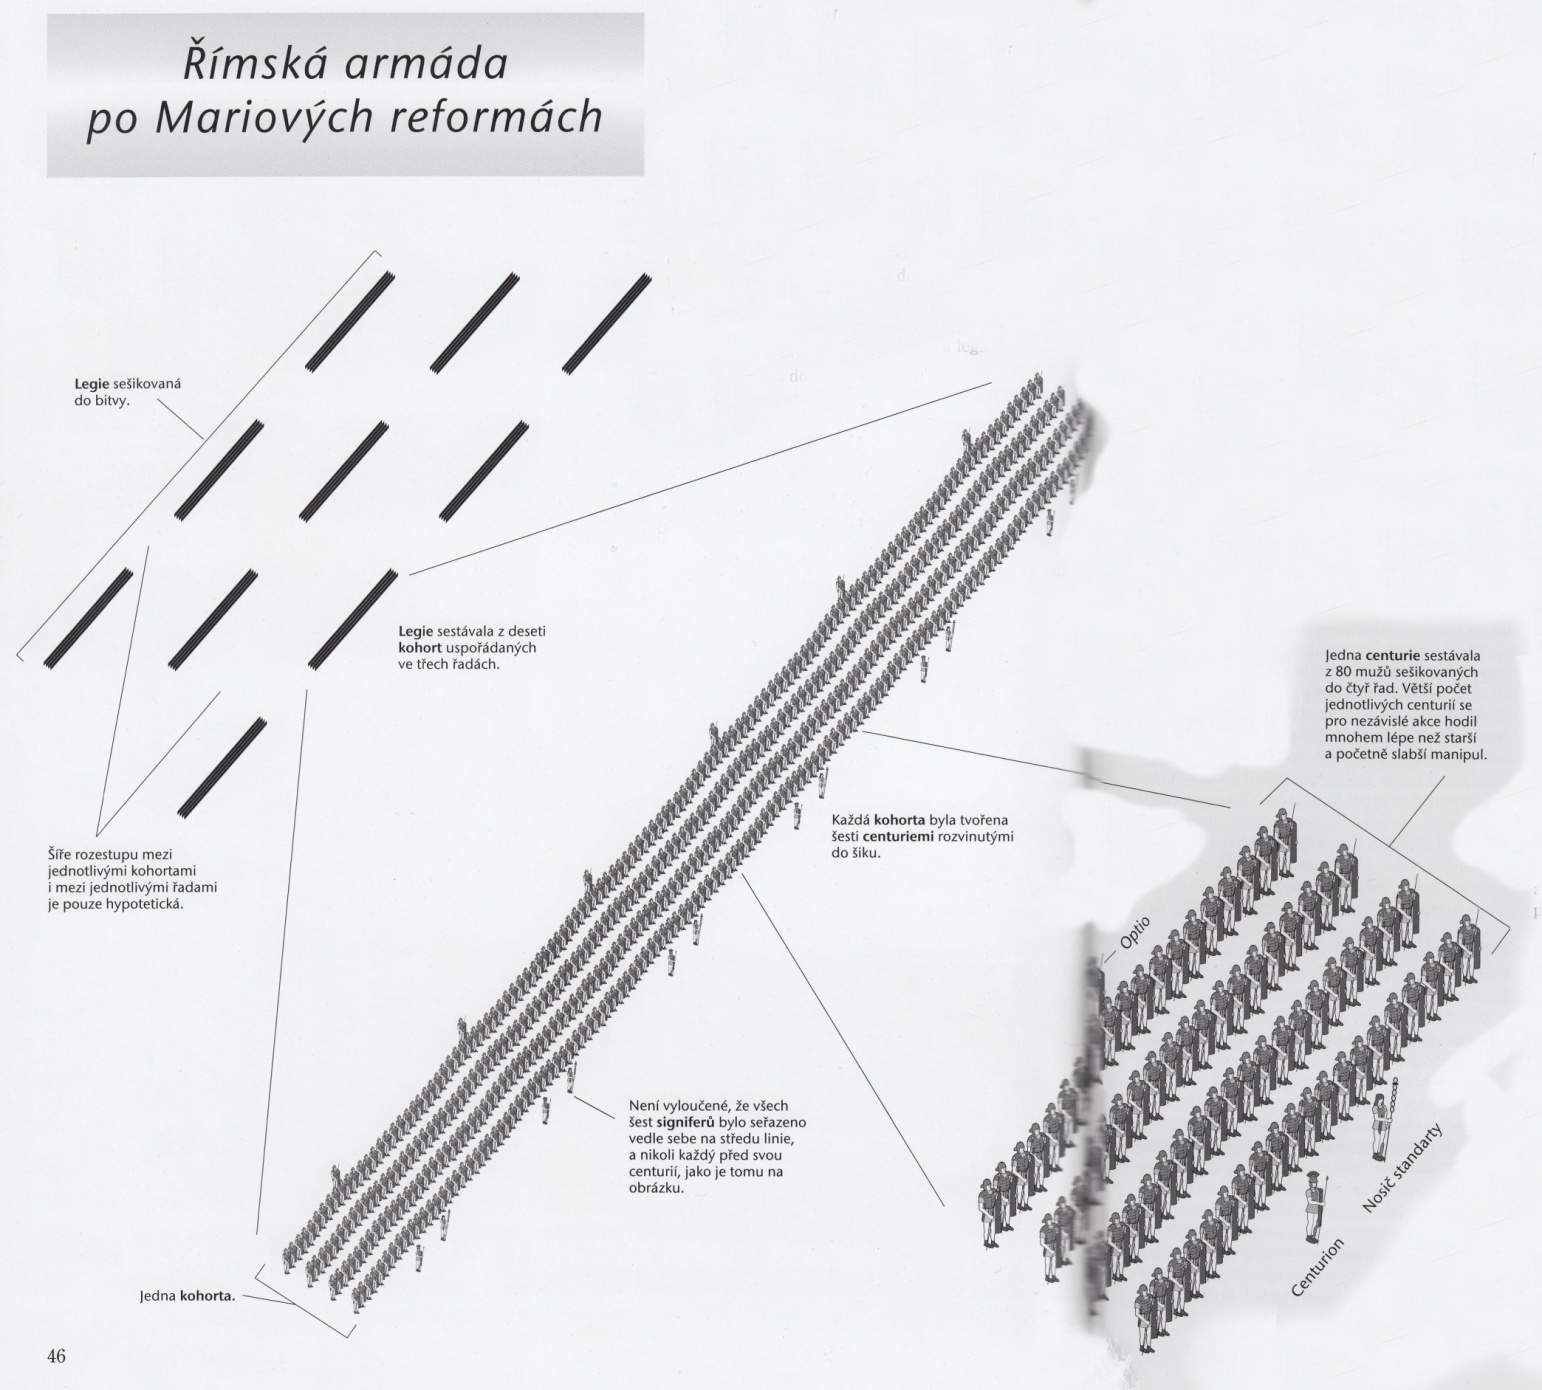 Římská armáda
po Mariových reformách
Legie sešikovaná
do bitvy.
Legie sestávala z deseti
kohort uspořádaných
ve třech řadách.
Šíře rozestupu mezi
jednotlivými kohortami
i mezi jednotlivými řadami
je pouze hypotetická.
Každá kohorta byla tvořena
šesti centuriemi rozvinutými
do šiku.
Jedna centurie sestávala
z 80 mužů sešikovaných
do čtyř řad. Větší počet
jednotlivých centurií se
pro nezávislé akce hodil
mnohem lépe než starší
a početně slabší manipul.
Optio
Nosič standarty
Centurion
Není vyloučené, že všech
šest signiferů bylo seřazeno
vedle sebe na středu linie,
a nikoli každý před svou
centurií, jako je tomu na
obrázku.
Jedna kohorta.
46